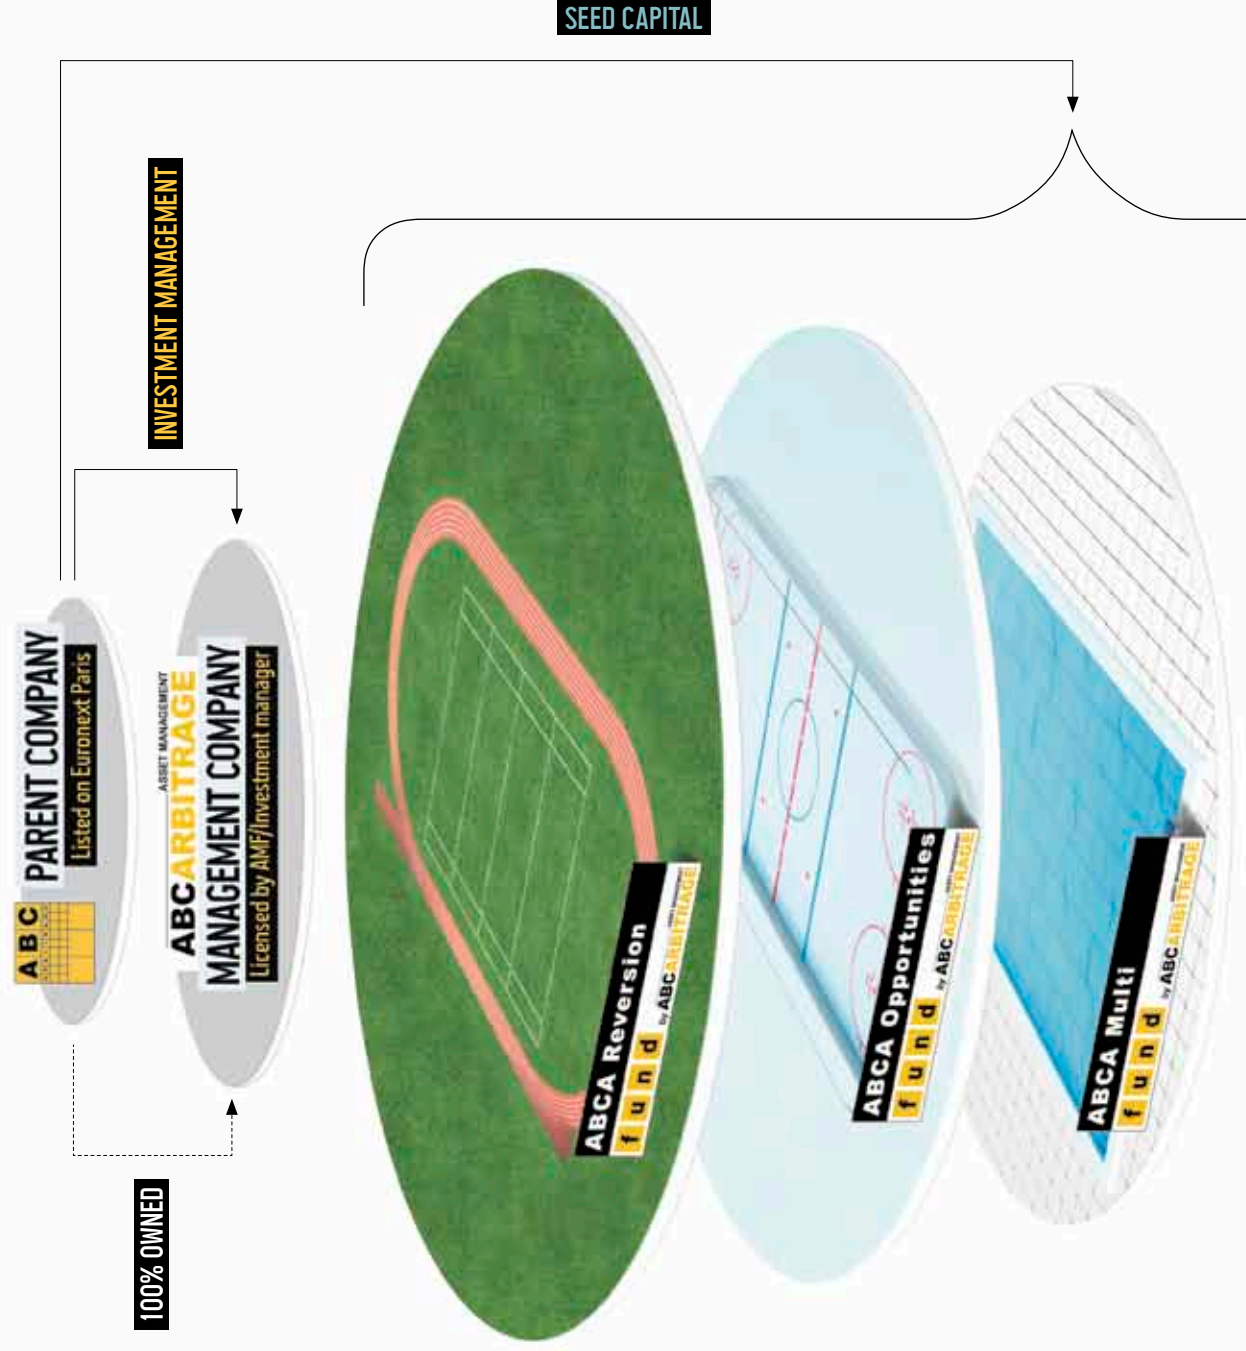 SEED CAPITAL
INVESTMENT MANAGEMENT
ABC
PARENT COMPANY
Listed on Euronext Paris
ASSET MANAGEMENT
ABCARBITRAGE
MANAGEMENT COMPANY
Licensed by AMF/Investment manager
100% OWNED
ABCA Reversion
fund
by ABCARBITRAGE
ABCA Opportunities
fund
by ABCARBITRAGE
ABCA Multi
fund
by ABCARBITRAGE